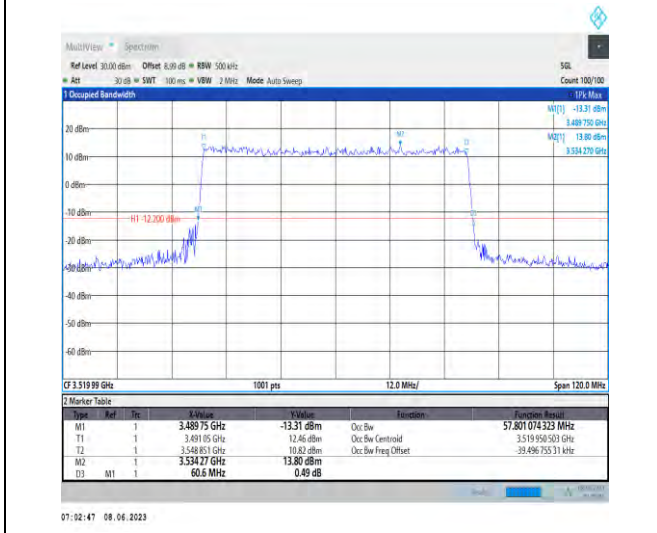 MultiView Spectrum
Ref Level 30.00 dBm Offset 8.99 dB RBW 500 kHz SGL
Att 30 dB SWT 100 ms VBW 2 MHz Mode Auto Sweep Count 100/100
1 Occupied Bandwidth 1Pk Max
M1[1] -13.31 dBm
3.489 750 GHz
M2[1] 13.80 dBm
3.534 270 GHz
20 dBm
T1 M2 T2
10 dBm
0 dBm
-10 dBm M1 D3
H1 -12.200 dBm
-20 dBm
-30 dBm
-40 dBm
-50 dBm
-60 dBm
CF 3.519 99 GHz 1001 pts 12.0 MHz/ Span 120.0 MHz
2 Marker Table
Type Ref Trc X-Value Y-Value Function Function Result
M1 1 3.489 75 GHz -13.31 dBm Occ Bw 57.801 074 323 MHz
T1 1 3.491 05 GHz 12.46 dBm Occ Bw Centroid 3.519 950 503 GHz
T2 1 3.548 851 GHz 10.82 dBm Occ Bw Freq Offset -39.496 755 31 kHz
M2 1 3.534 27 GHz 13.80 dBm
D3 M1 1 60.6 MHz 0.49 dB
07:02:47 08.06.2023